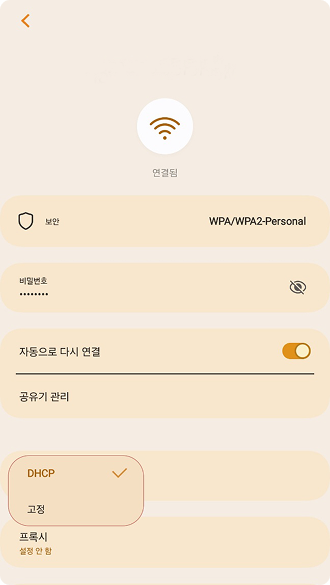 연결됨
보안
WPA/WPA2-Personal
비밀번호
••••••••
자동으로 다시 연결
공유기 관리
DHCP
고정
프록시
설정 안 함